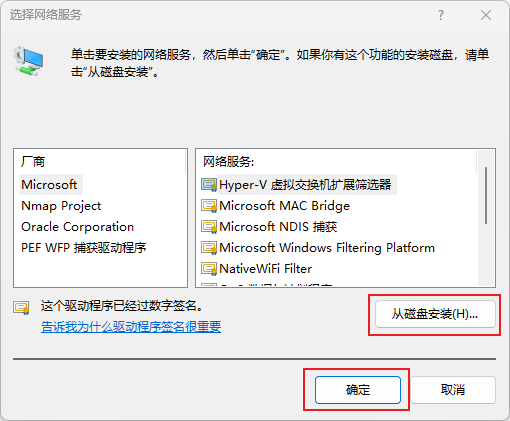 选择网络服务
单击要安装的网络服务，然后单击“确定”。如果你有这个功能的安装磁盘，请单
击“从磁盘安装”。
厂商
Microsoft
Nmap Project
Oracle Corporation
PEF WFP 捕获驱动程序
网络服务:
Hyper-V 虚拟交换机扩展筛选器
Microsoft MAC Bridge
Microsoft NDIS 捕获
Microsoft Windows Filtering Platform
NativeWiFi Filter
这个驱动程序已经过数字签名。
告诉我为什么驱动程序签名很重要
从磁盘安装(H)...
确定
取消